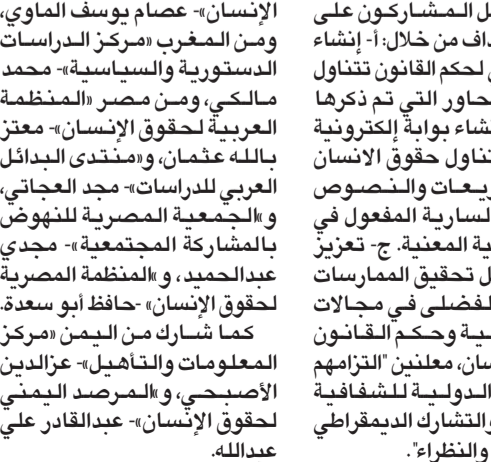 ل المشاركون على
داف من خلال: أ- إنشاء
ل لحكم القانون تتناول
حاور التي تم ذكرها
شاء بوابة إلكترونية
تناول حقوق الانسان
ريعات والنصوص
لسارية المفعول في
ية المعنية. ج- تعزيز
ل تحقيق الممارسات
لفضلى في مجالات
ية وحكم القانون
سان، معلنين "التزامهم
الدولية للشفافية
والتشارك الديمقراطي
والنظراء".
الإنسان»- عصام يوسف الماوي،
ومن المغرب «مركز الدراسات
الدستورية والسياسية»- محمد
مالكي، ومن مصر «المنظمة
العربية لحقوق الإنسان»- معتز
بالله عثمان، و«منتدى البدائل
العربي للدراسات»- مجد العجاتي،
و»الجمعية المصرية للنهوض
بالمشاركة المجتمعية»- مجدي
عبدالحميد، و»المنظمة المصرية
لحقوق الإنسان» -حافظ أبو سعدة.
كما شارك من اليمن «مركز
المعلومات والتأهيل»- عزالدين
الأصبحي، و»المرصد اليمني
لحقوق الإنسان»- عبدالقادر علي
عبدالله.